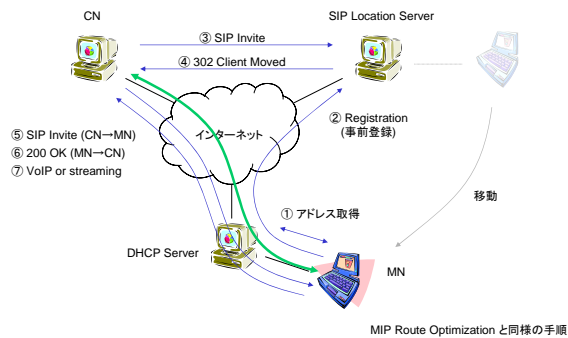 CN
SIP Location Server
③ SIP Invite
④ 302 Client Moved
⑤ SIP Invite (CN→MN)
⑥ 200 OK (MN→CN)
⑦ VoIP or streaming
インターネット
② Registration
(事前登録)
移動
① アドレス取得
DHCP Server
MN
MIP Route Optimization と同様の手順